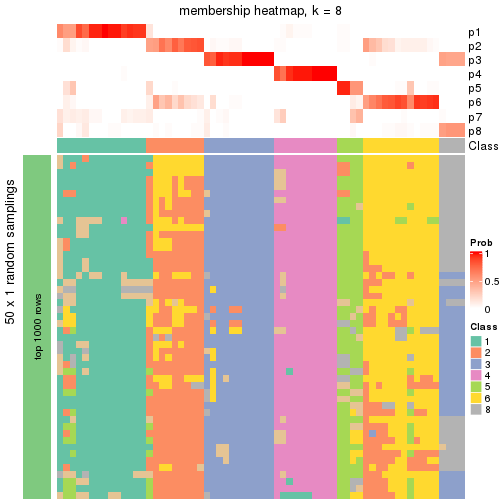 membership heatmap, k = 8
p1
p2
p3
p4
p5
p6
p7
p8
Class
50 x 1 random samplings
top 1000 rows
Prob
1
0.5
0
Class
1
2
3
4
5
6
8